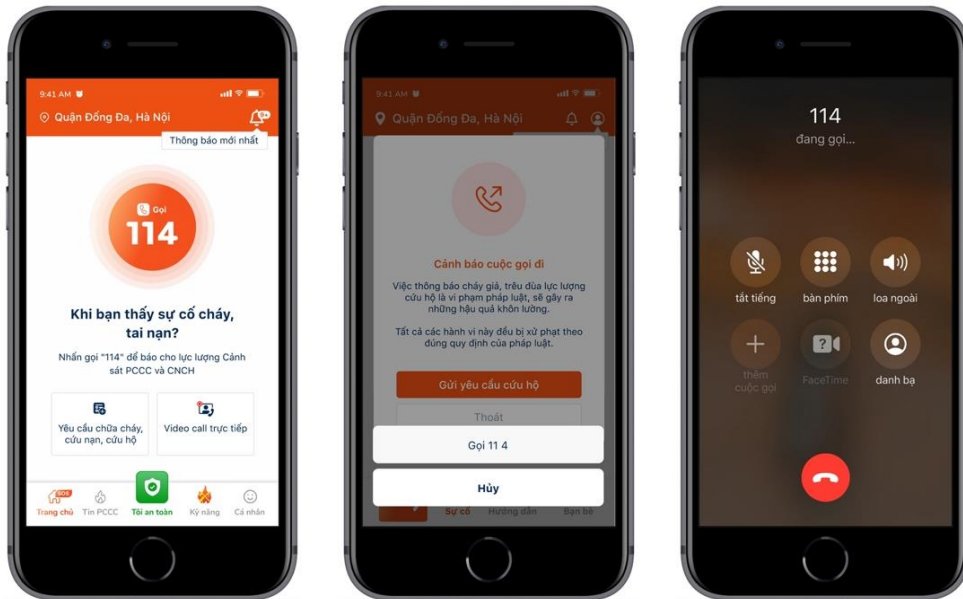 9:41 AM
Quận Đống Đa, Hà Nội
9+
Thông báo mới nhất
Gọi
114
Khi bạn thấy sự cố cháy,
tai nạn?
Nhấn gọi "114" để báo cho lực lượng Cảnh
sát PCCC và CNCH
Yêu cầu chữa cháy,
cứu nạn, cứu hộ
Video call trực tiếp
SOS
Trang chủ
Tin PCCC
Tôi an toàn
Kỹ năng
Cá nhân
9:41 AM
Quận Đống Đa, Hà Nội
Cảnh báo cuộc gọi đi
Việc thông báo cháy giả, trêu đùa lực lượng
cứu hộ là vi phạm pháp luật, sẽ gây ra
những hậu quả khôn lường.
Tất cả các hành vi này đều bị xử phạt theo
đúng quy định của pháp luật.
Gửi yêu cầu cứu hộ
Thoát
Gọi 11 4
Hủy
Sự cố
Hướng dẫn
Bạn bè
114
đang gọi...
tắt tiếng
bàn phím
loa ngoài
thêm
cuộc gọi
FaceTime
danh bạ